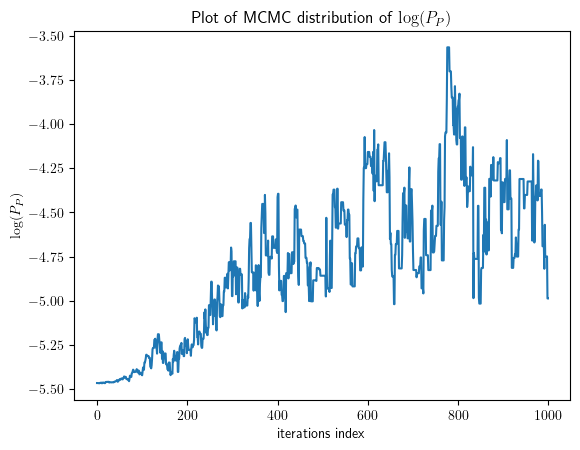 Plot of MCMC distribution of log(P_P)
−3.50
−3.75
−4.00
−4.25
−4.50
−4.75
−5.00
−5.25
−5.50
log(P_P)
0 200 400 600 800 1000
iterations index